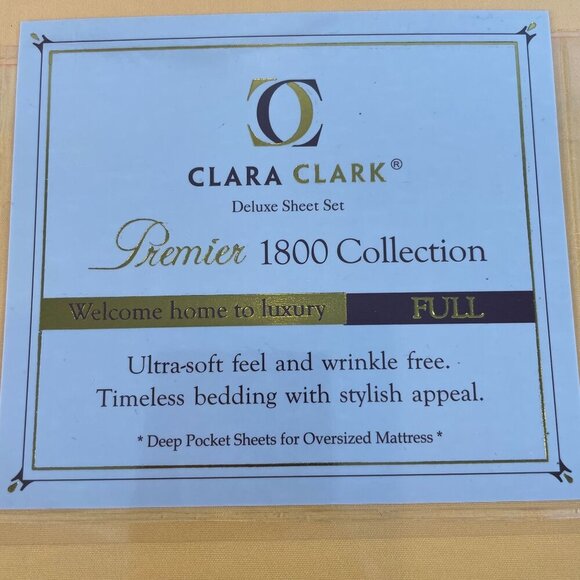 CLARA CLARK®
Deluxe Sheet Set
Premier 1800 Collection
Welcome home to luxury FULL
Ultra-soft feel and wrinkle free.
Timeless bedding with stylish appeal.
* Deep Pocket Sheets for Oversized Mattress *